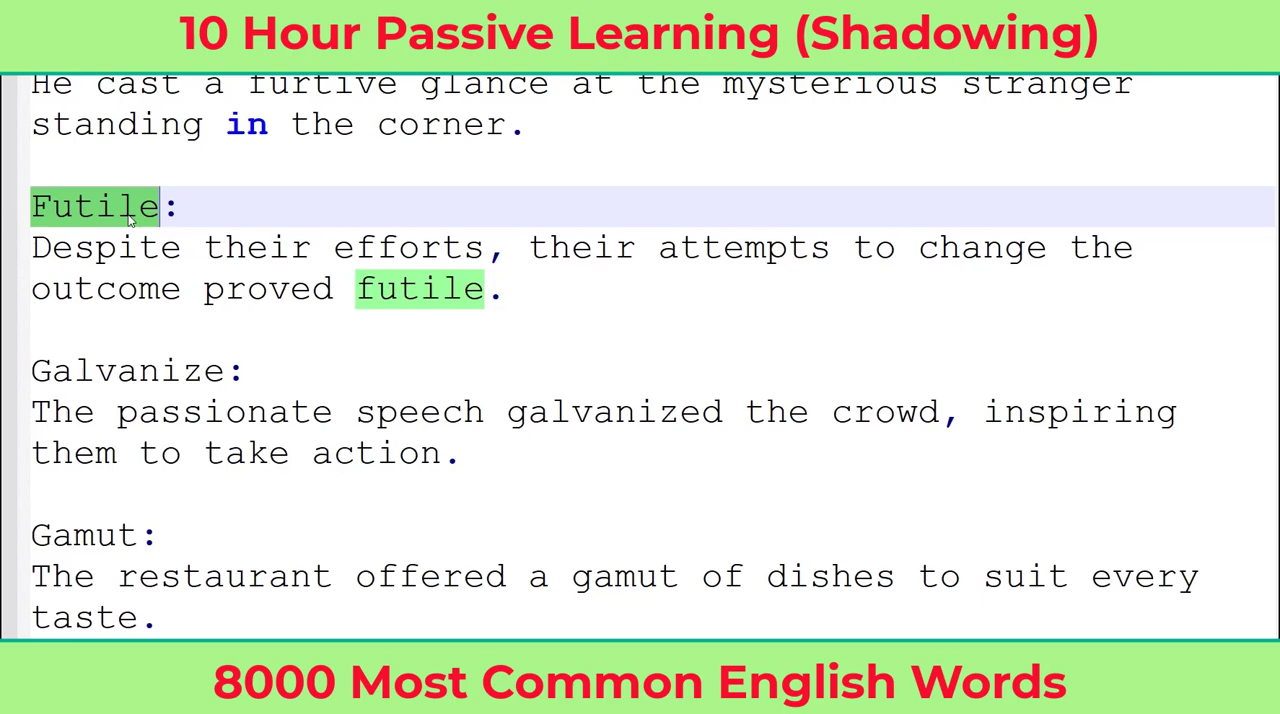 10 Hour Passive Learning (Shadowing)
He cast a furtive glance at the mysterious stranger
standing in the corner.
Futile:
Despite their efforts, their attempts to change the
outcome proved futile.
Galvanize:
The passionate speech galvanized the crowd, inspiring
them to take action.
Gamut:
The restaurant offered a gamut of dishes to suit every
taste.
8000 Most Common English Words